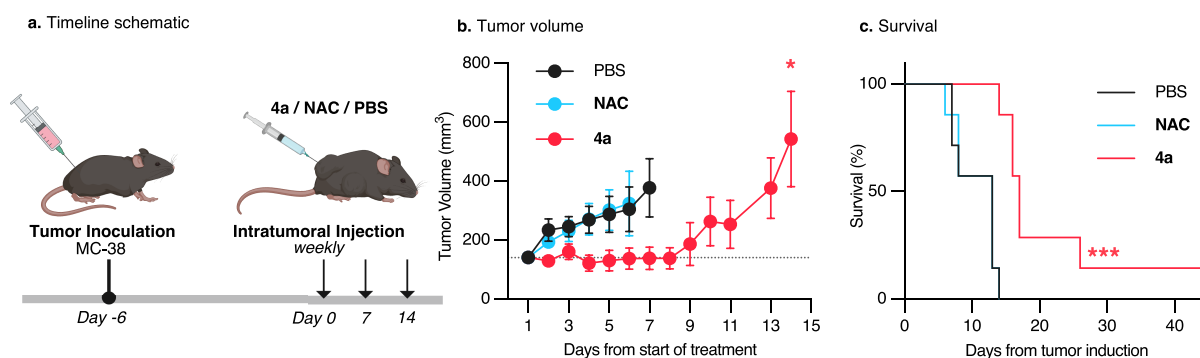 a. Timeline schematic
4a / NAC / PBS
Tumor Inoculation
MC-38
Intratumoral Injection
weekly
Day -6
Day 0 7 14
b. Tumor volume
Tumor Volume (mm³)
800
600
400
200
0
PBS
NAC
4a
*
1 3 5 7 9 11 13 15
Days from start of treatment
c. Survival
Survival (%)
100
50
0
PBS
NAC
4a
***
0 10 20 30 40
Days from tumor induction